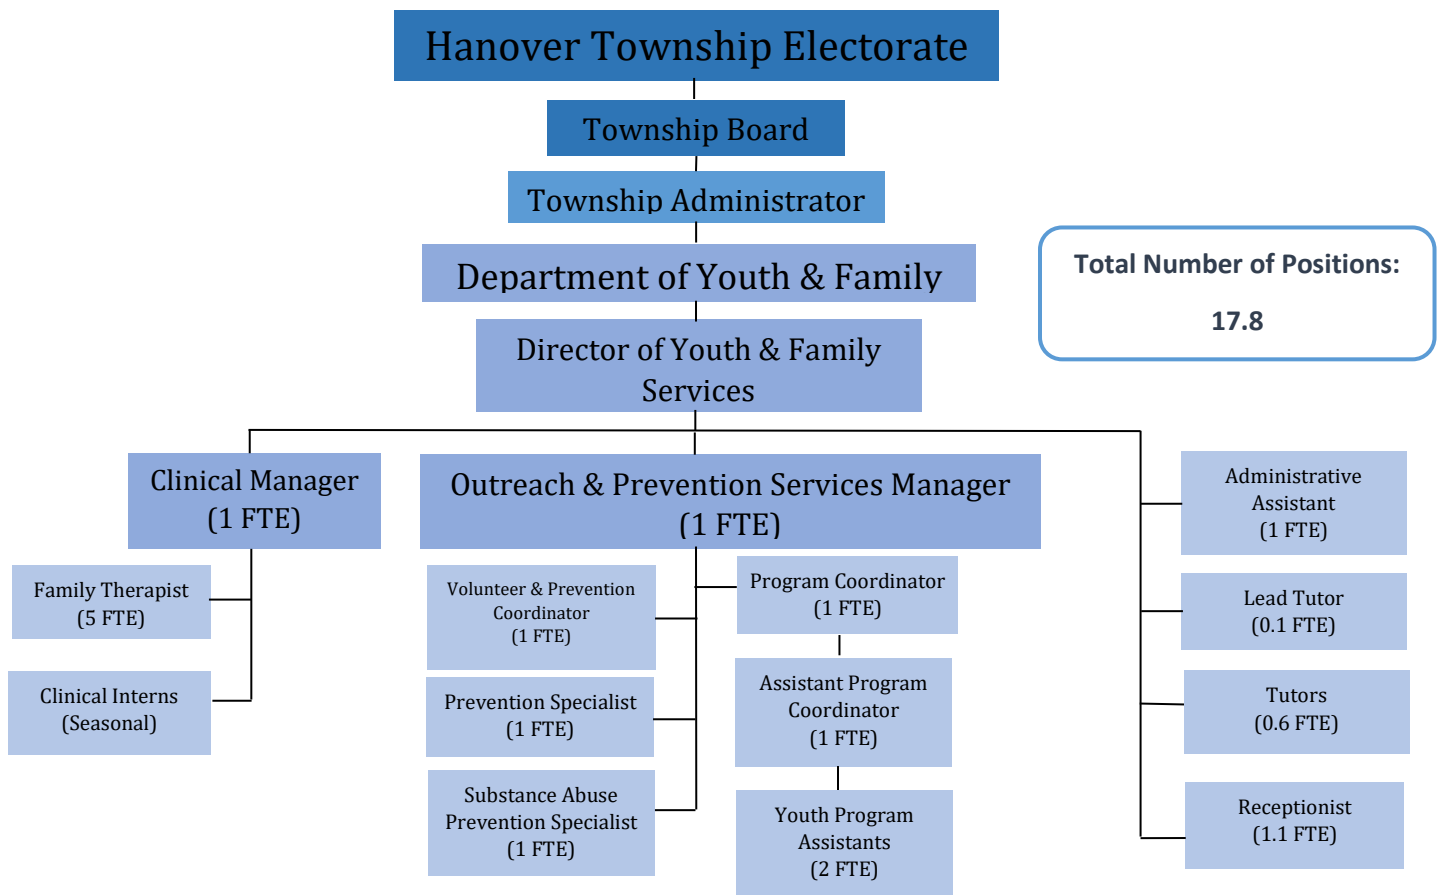 Hanover Township Electorate
Township Board
Township Administrator
Department of Youth & Family
Total Number of Positions:
17.8
Director of Youth & Family
Services
Clinical Manager
(1 FTE)
Family Therapist
(5 FTE)
Clinical Interns
(Seasonal)
Outreach & Prevention Services Manager
(1 FTE)
Volunteer & Prevention
Coordinator
(1 FTE)
Prevention Specialist
(1 FTE)
Substance Abuse
Prevention Specialist
(1 FTE)
Program Coordinator
(1 FTE)
Assistant Program
Coordinator
(1 FTE)
Youth Program
Assistants
(2 FTE)
Administrative
Assistant
(1 FTE)
Lead Tutor
(0.1 FTE)
Tutors
(0.6 FTE)
Receptionist
(1.1 FTE)